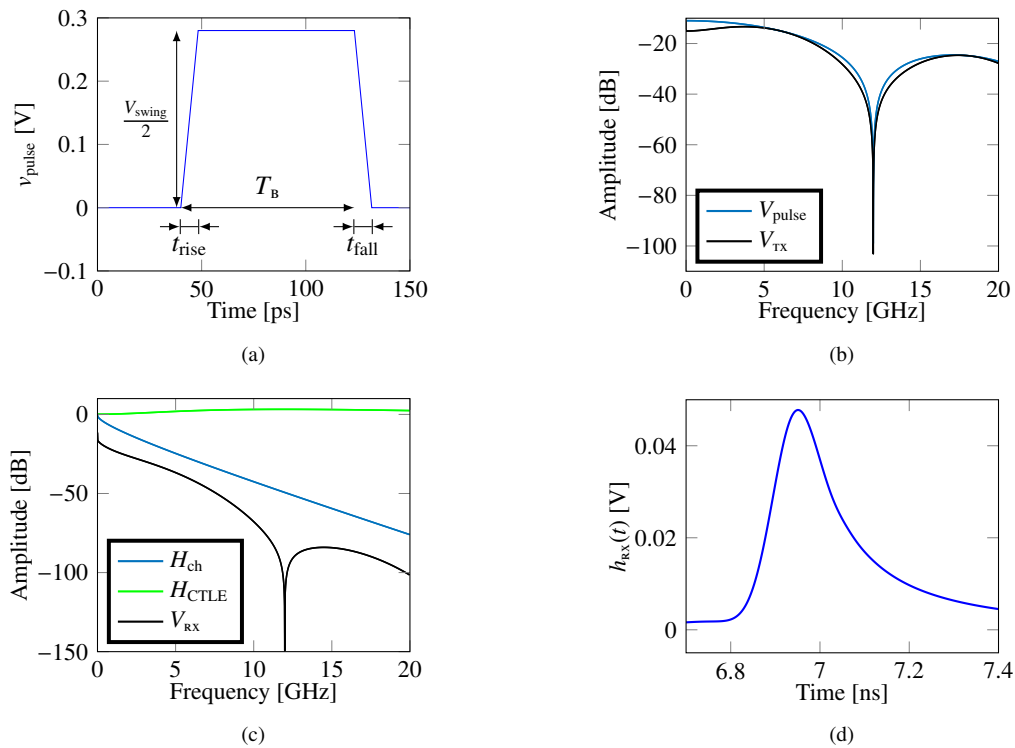 0.3
0.2
0.1
0
−0.1
v_pulse [V]
V_swing
2
T_B
t_rise
t_fall
0
50
100
150
Time [ps]
(a)
−20
−40
−60
−80
−100
Amplitude [dB]
V_pulse
V_TX
0
5
10
15
20
Frequency [GHz]
(b)
0
−50
−100
−150
Amplitude [dB]
H_ch
H_CTLE
V_RX
0
5
10
15
20
Frequency [GHz]
(c)
0.04
0.02
0
h_RX(t) [V]
6.8
7
7.2
7.4
Time [ns]
(d)